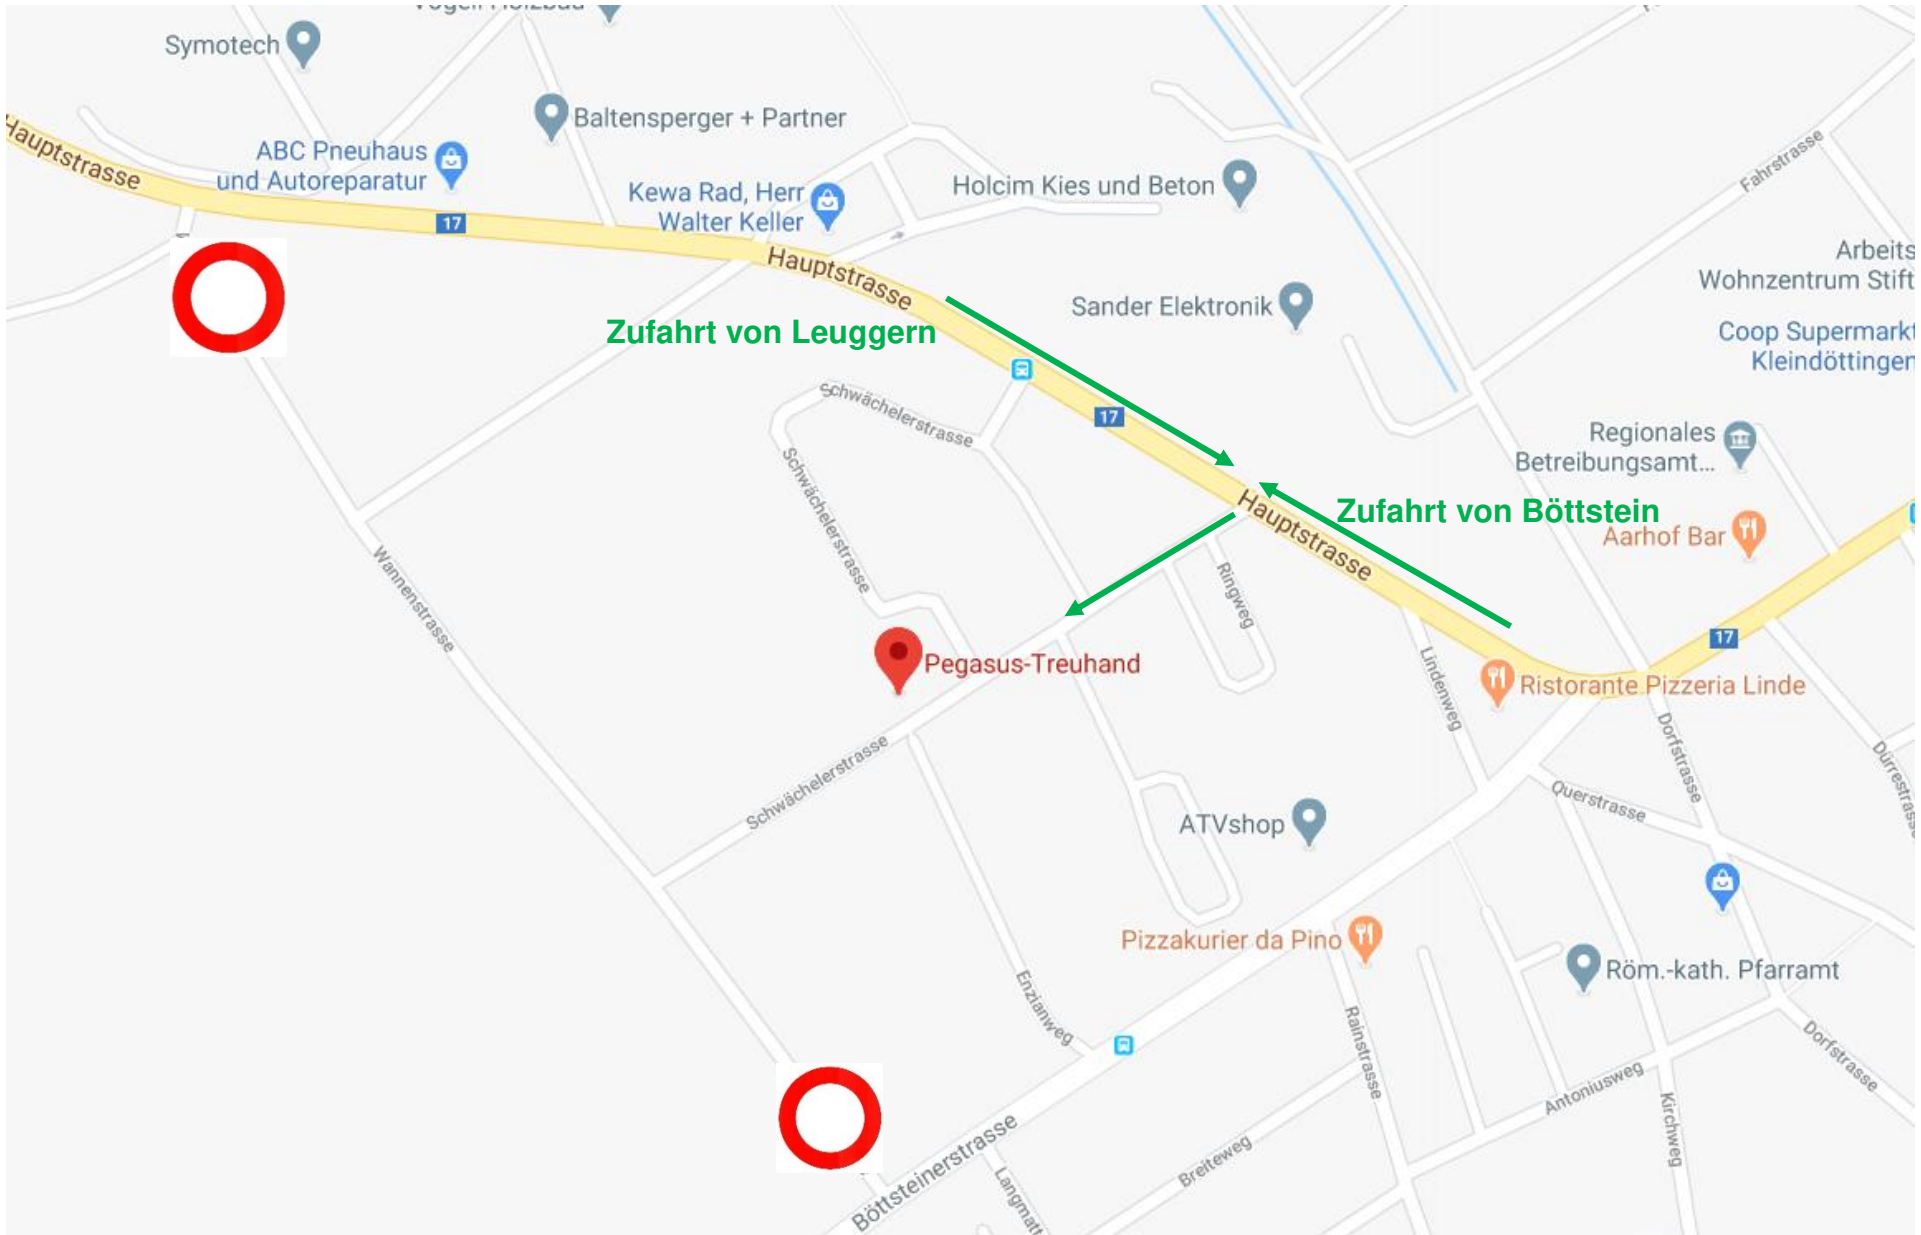 Symotech
Baltensperger + Partner
Hauptstrasse
ABC Pneuhaus
und Autoreparatur
Kewa Rad, Herr
Walter Keller
Holcim Kies und Beton
Fahrstrasse
17
Hauptstrasse
Arbeits
Wohnzentrum Stift
Sander Elektronik
Zufahrt von Leuggern
Coop Supermarkt
Kleindöttingen
Schwächelerstrasse
17
Regionales
Betreibungsamt...
Schwächelerstrasse
Hauptstrasse
Zufahrt von Böttstein
Aarhof Bar
Wannenstrasse
Ringweg
17
Pegasus-Treuhand
Lindenweg
Ristorante Pizzeria Linde
Dorfstrasse
Schwächelerstrasse
Querstrasse
Dürrestrasse
ATVshop
Pizzakurier da Pino
Röm.-kath. Pfarramt
Enzianweg
Rainstrasse
Dorfstrasse
Antoniusweg
Kirchweg
Böttsteinerstrasse
Breiteweg
Langmatt